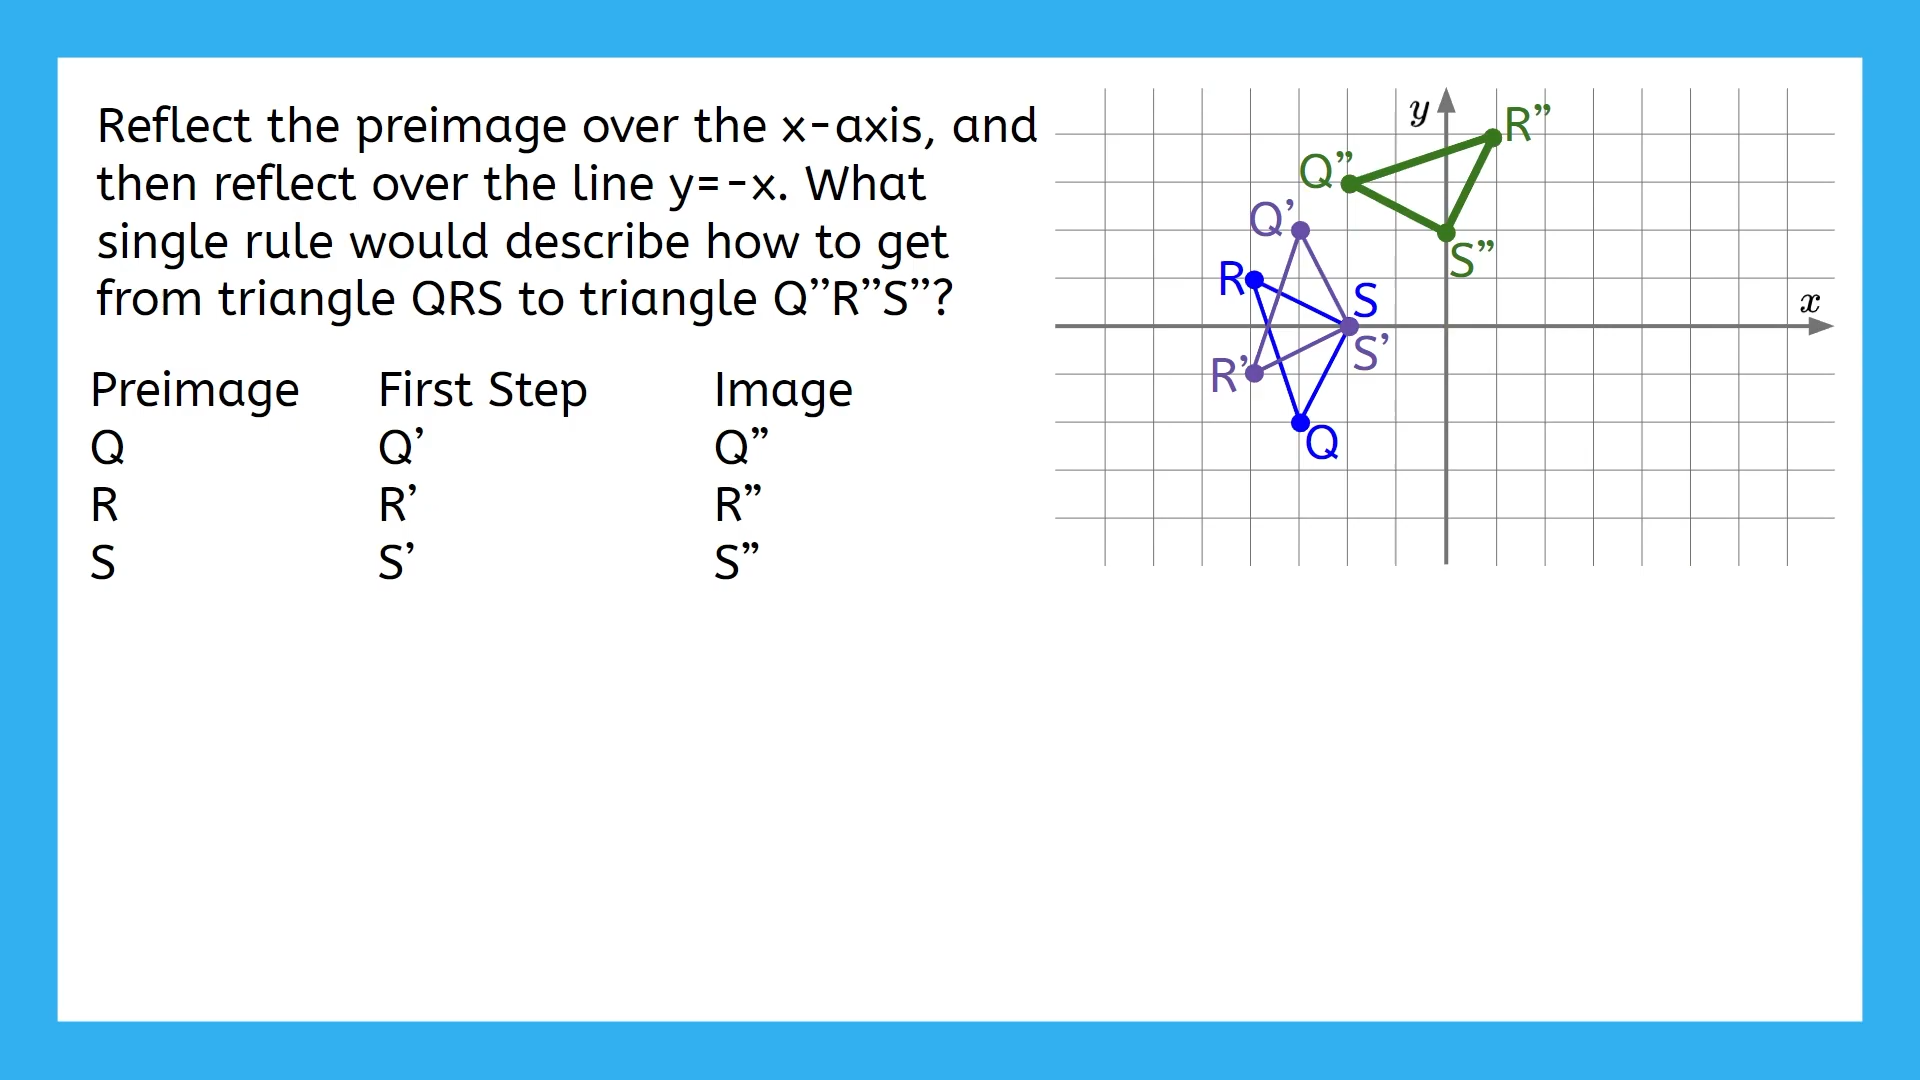 Reflect the preimage over the x-axis, and
then reflect over the line y=-x. What
single rule would describe how to get
from triangle QRS to triangle Q”R”S”?
Preimage First Step Image
Q Q’ Q”
R R’ R”
S S’ S”
y
R”
Q”
Q’
S”
R
S
x
S’
R’
Q